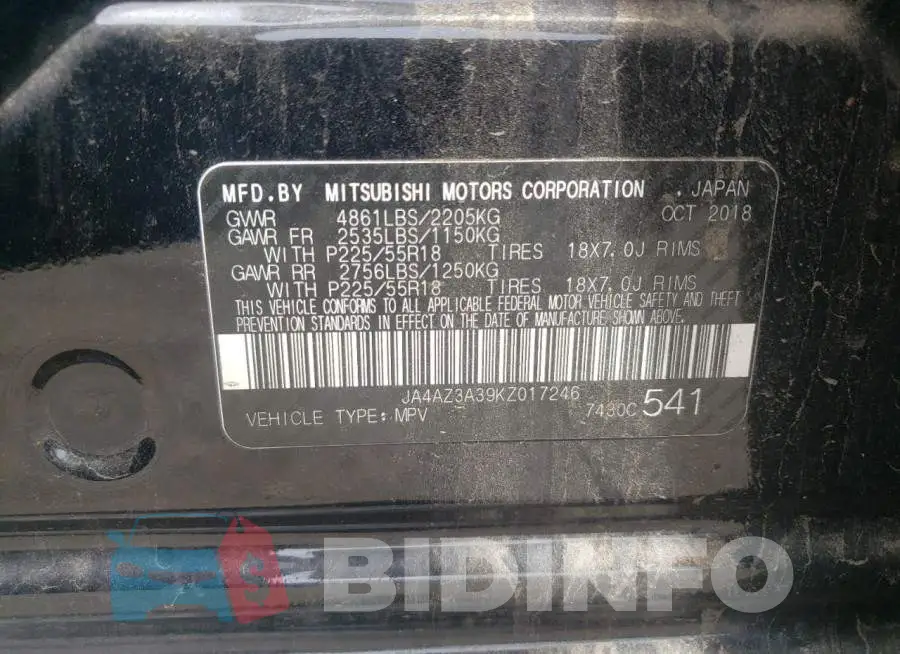 MFD.BY MITSUBISHI MOTORS CORPORATION , JAPAN
GVWR 4861LBS/2205KG OCT 2018
GAWR FR 2535LBS/1150KG
WITH P225/55R18 TIRES 18X7.0J RIMS
GAWR RR 2756LBS/1250KG
WITH P225/55R18 TIRES 18X7.0J RIMS
THIS VEHICLE CONFORMS TO ALL APPLICABLE FEDERAL MOTOR VEHICLE SAFETY AND THEFT
PREVENTION STANDARDS IN EFFECT ON THE DATE OF MANUFACTURE SHOWN ABOVE.
JA4AZ3A39KZ017246
VEHICLE TYPE:MPV 7430C 541
BIDINFO